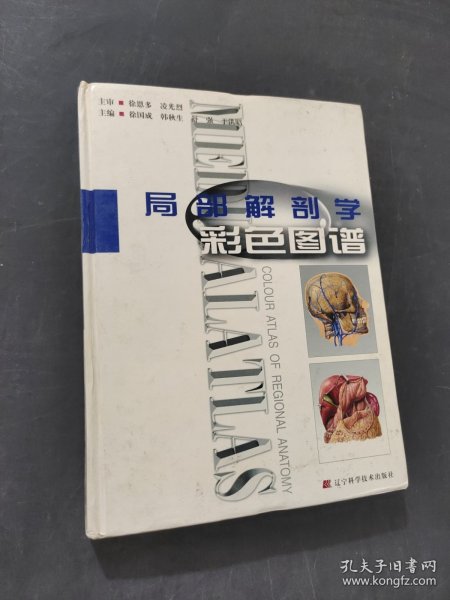 主审 ■ 徐恩多 凌光烈
主编 ■ 徐国成 韩秋生
局部解剖学
彩色图谱
COLOUR ATLAS OF REGIONAL ANATOMY
辽宁科学技术出版社
孔夫子旧书网
www.kongfz.com